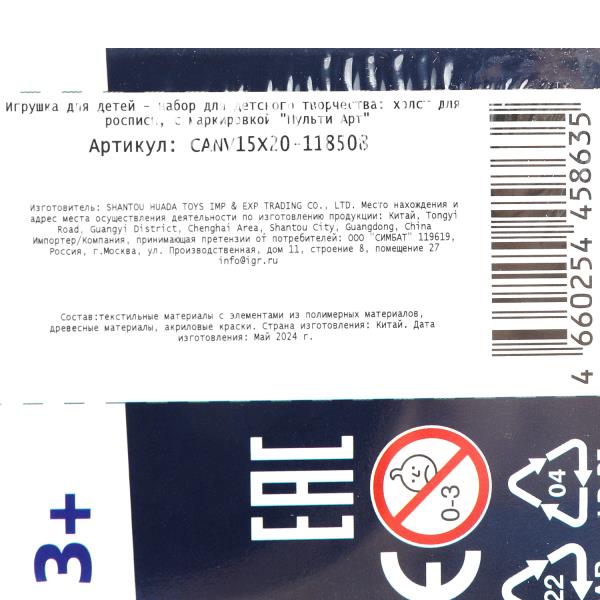 Игрушка для детей - набор для детского творчества: холст для
росписи, с маркировкой "Мульти Арт"
Артикул: CANV15X20-118508
Изготовитель: SHANTOU HUADA TOYS IMP & EXP TRADING CO., LTD. Место нахождения и
адрес места осуществления деятельности по изготовлению продукции: Китай, Tongyi
Road, Guangyi District, Chenghai Area, Shantou City, Guangdong, China
Импортер/Компания, принимающая претензии от потребителей: ООО "СИМБАТ" 119619,
Россия, г.Москва, ул. Производственная, дом 11, строение 8, помещение 27
info@igr.ru
Состав:текстильные материалы с элементами из полимерных материалов,
древесные материалы, акриловые краски. Страна изготовления: Китай. Дата
изготовления: Май 2024 г.
4 660254 458635
3+
EAC
0-3
CE
04
22